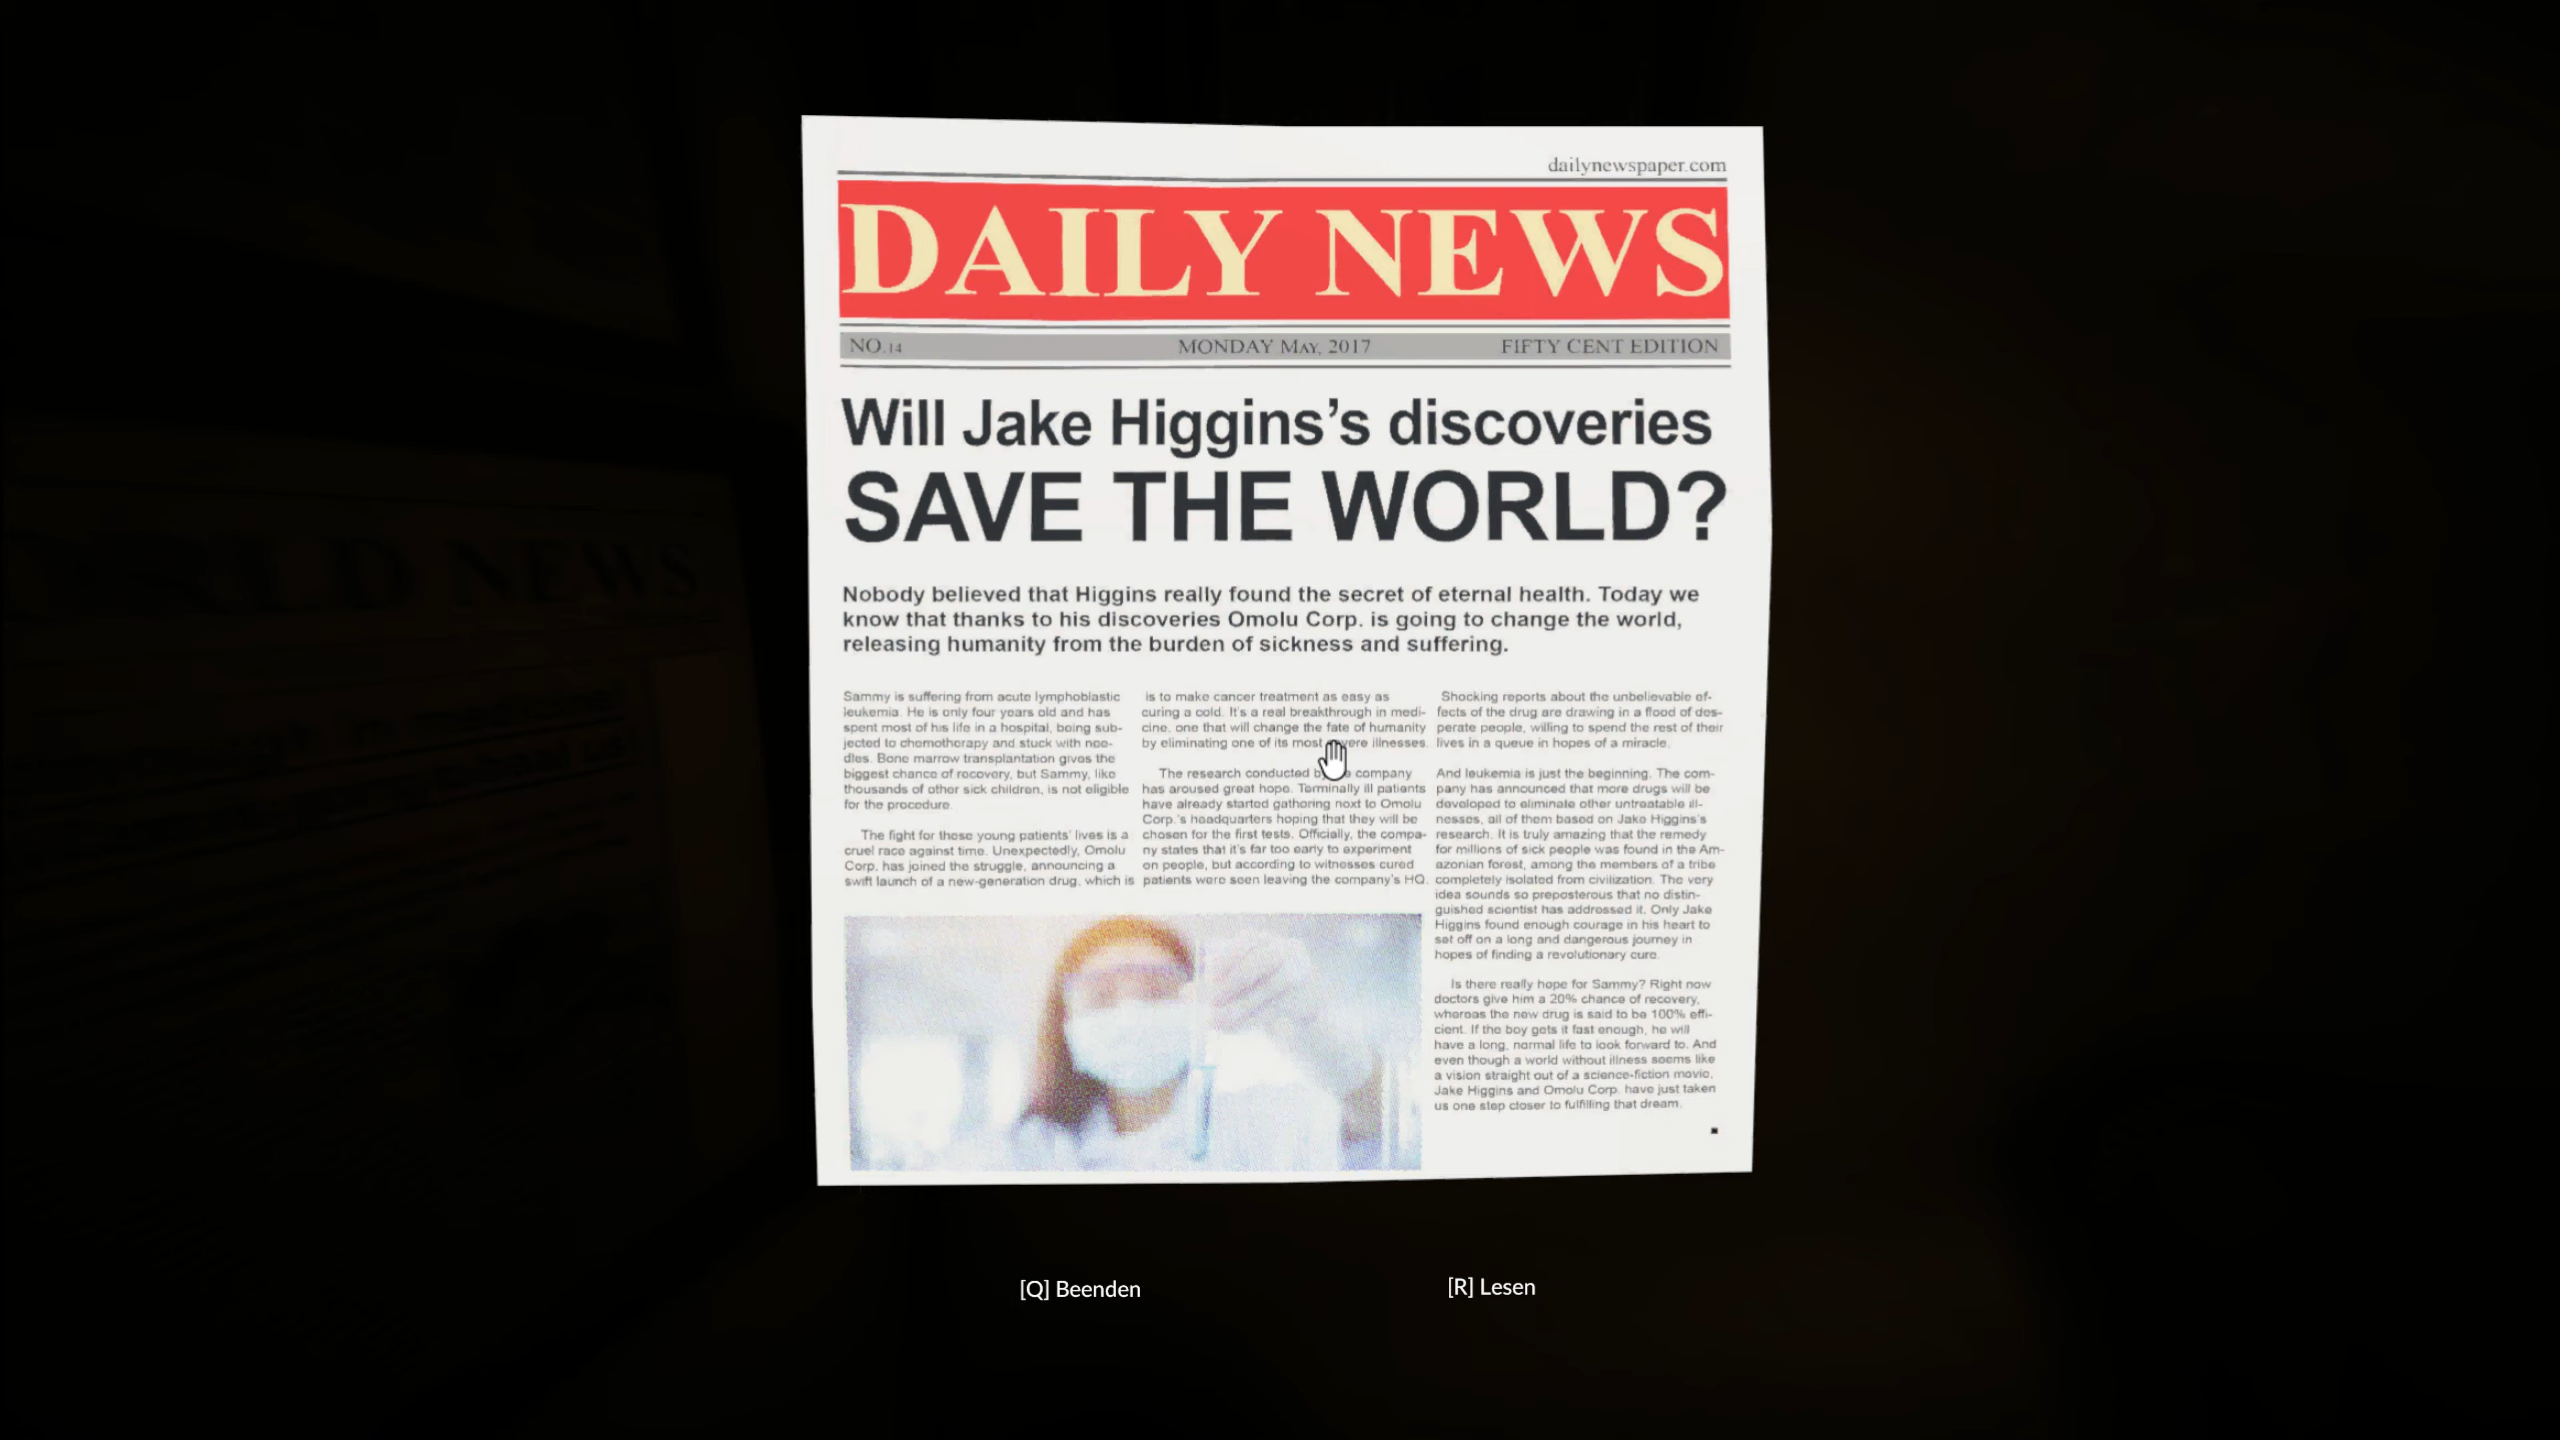 dailynewspaper.com
DAILY NEWS
NO.14
MONDAY MAY, 2017
FIFTY CENT EDITION
Will Jake Higgins’s discoveries
SAVE THE WORLD?
Nobody believed that Higgins really found the secret of eternal health. Today we
know that thanks to his discoveries Omolu Corp. is going to change the world,
releasing humanity from the burden of sickness and suffering.
Sammy is suffering from acute lymphoblastic
leukemia. He is only four years old and has
spent most of his life in a hospital, being sub-
jected to chemotherapy and stuck with nee-
dles. Bone marrow transplantation gives the
biggest chance of recovery, but Sammy, like
thousands of other sick children, is not eligible
for the procedure.
The fight for these young patients’ lives is a
cruel race against time. Unexpectedly, Omolu
Corp. has joined the struggle, announcing a
swift launch of a new-generation drug, which is
is to make cancer treatment as easy as
curing a cold. It’s a real breakthrough in medi-
cine, one that will change the fate of humanity
by eliminating one of its most illnesses.
The research conducted company
has aroused great hope. Terminally ill patients
have already started gathering next to Omolu
Corp.’s headquarters hoping that they will be
chosen for the first tests. Officially, the compa-
ny states that it’s far too early to experiment
on people, but according to witnesses cured
patients were seen leaving the company’s HQ.
Shocking reports about the unbelievable ef-
fects of the drug are drawing in a flood of des-
perate people, willing to spend the rest of their
lives in a queue in hopes of a miracle.
And leukemia is just the beginning. The com-
pany has announced that more drugs will be
developed to eliminate other untreatable ill-
nesses, all of them based on Jake Higgins’s
research. It is truly amazing that the remedy
for millions of sick people was found in the Am-
azonian forest, among the members of a tribe
completely isolated from civilization. The very
idea sounds so preposterous that no distin-
guished scientist has addressed it. Only Jake
Higgins found enough courage in his heart to
set off on a long and dangerous journey in
hopes of finding a revolutionary cure.
Is there really hope for Sammy? Right now
doctors give him a 20% chance of recovery,
whereas the new drug is said to be 100% effi-
cient. If the boy gets it fast enough, he will
have a long, normal life to look forward to. And
even though a world without illness seems like
a vision straight out of a science-fiction movie,
Jake Higgins and Omolu Corp. have just taken
us one step closer to fulfilling that dream.
[Q] Beenden
[R] Lesen